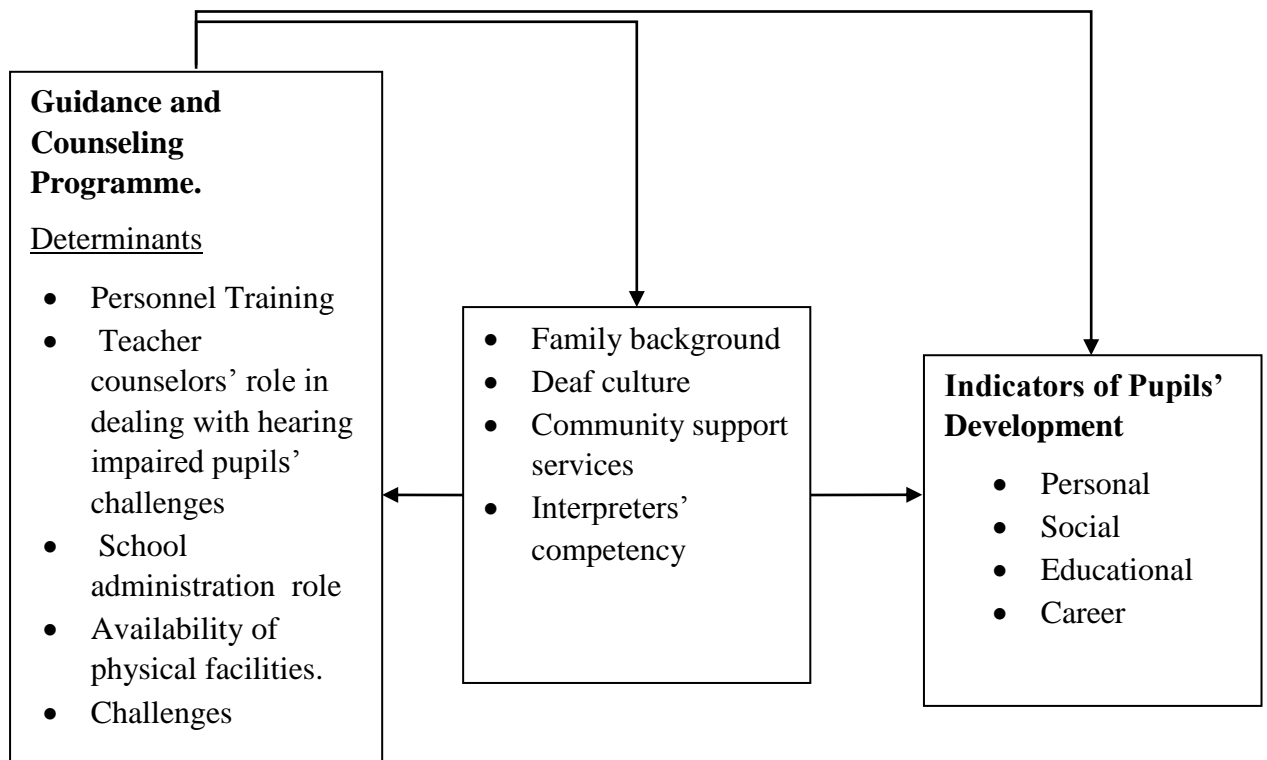 Guidance and
Counseling
Programme.
Determinants
• Personnel Training
• Teacher
counselors’ role in
dealing with hearing
impaired pupils’
challenges
• School
administration role
• Availability of
physical facilities.
• Challenges
• Family background
• Deaf culture
• Community support
services
• Interpreters’
competency
Indicators of Pupils’
Development
• Personal
• Social
• Educational
• Career